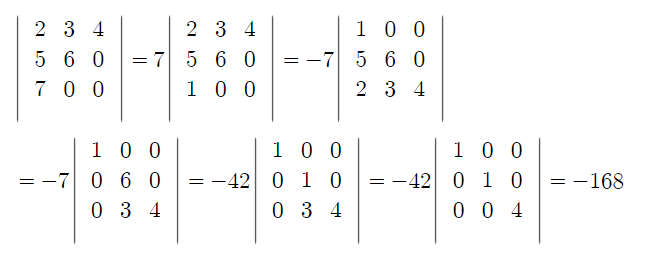 | 2 3 4 | | 2 3 4 | | 1 0 0 |
| 5 6 0 | = 7 | 5 6 0 | = −7 | 5 6 0 |
| 7 0 0 | | 1 0 0 | | 2 3 4 |
| 1 0 0 | | 1 0 0 | | 1 0 0 |
= −7 | 0 6 0 | = −42 | 0 1 0 | = −42 | 0 1 0 | = −168
| 0 3 4 | | 0 3 4 | | 0 0 4 |